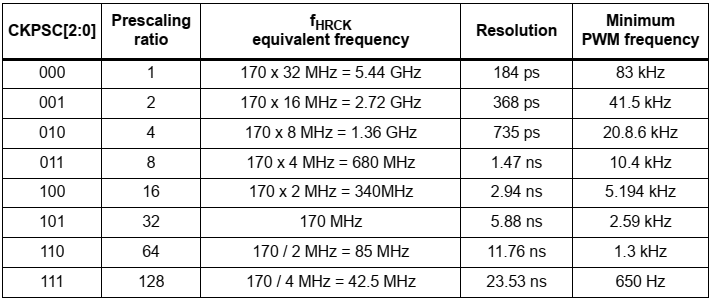 CKPSC[2:0] Prescaling ratio fHRCK equivalent frequency Resolution Minimum PWM frequency
000 1 170 x 32 MHz = 5.44 GHz 184 ps 83 kHz
001 2 170 x 16 MHz = 2.72 GHz 368 ps 41.5 kHz
010 4 170 x 8 MHz = 1.36 GHz 735 ps 20.8.6 kHz
011 8 170 x 4 MHz = 680 MHz 1.47 ns 10.4 kHz
100 16 170 x 2 MHz = 340MHz 2.94 ns 5.194 kHz
101 32 170 MHz 5.88 ns 2.59 kHz
110 64 170 / 2 MHz = 85 MHz 11.76 ns 1.3 kHz
111 128 170 / 4 MHz = 42.5 MHz 23.53 ns 650 Hz